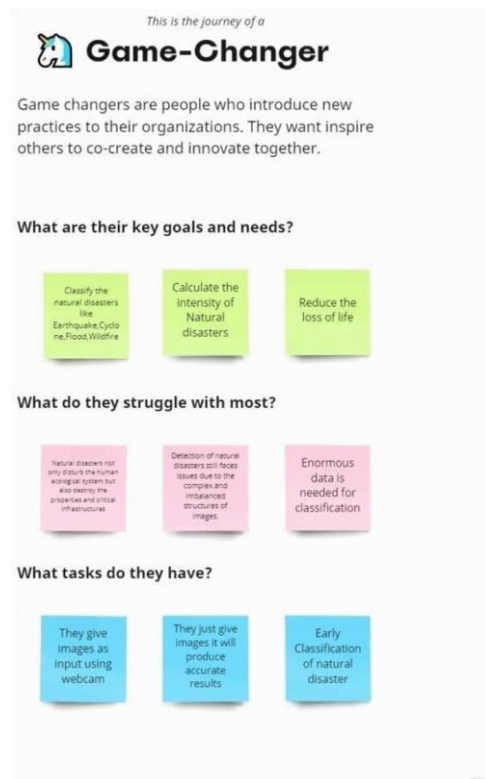 This is the journey of a
Game-Changer
Game changers are people who introduce new
practices to their organizations. They want inspire
others to co-create and innovate together.
What are their key goals and needs?
Classify the
natural disasters
like
Earthquake,Cyclo
ne,Flood,Wildfire
Calculate the
intensity of
Natural
disasters
Reduce the
loss of life
What do they struggle with most?
Natural disasters not
only disturb the human
ecological system but
also destroy the
properties and critical
infrastructures
Detection of natural
disasters still faces
issues due to the
complex and
imbalanced
structures of
images.
Enormous
data is
needed for
classification
What tasks do they have?
They give
images as
input using
webcam
They just give
images it will
produce
accurate
results
Early
Classification
of natural
disaster